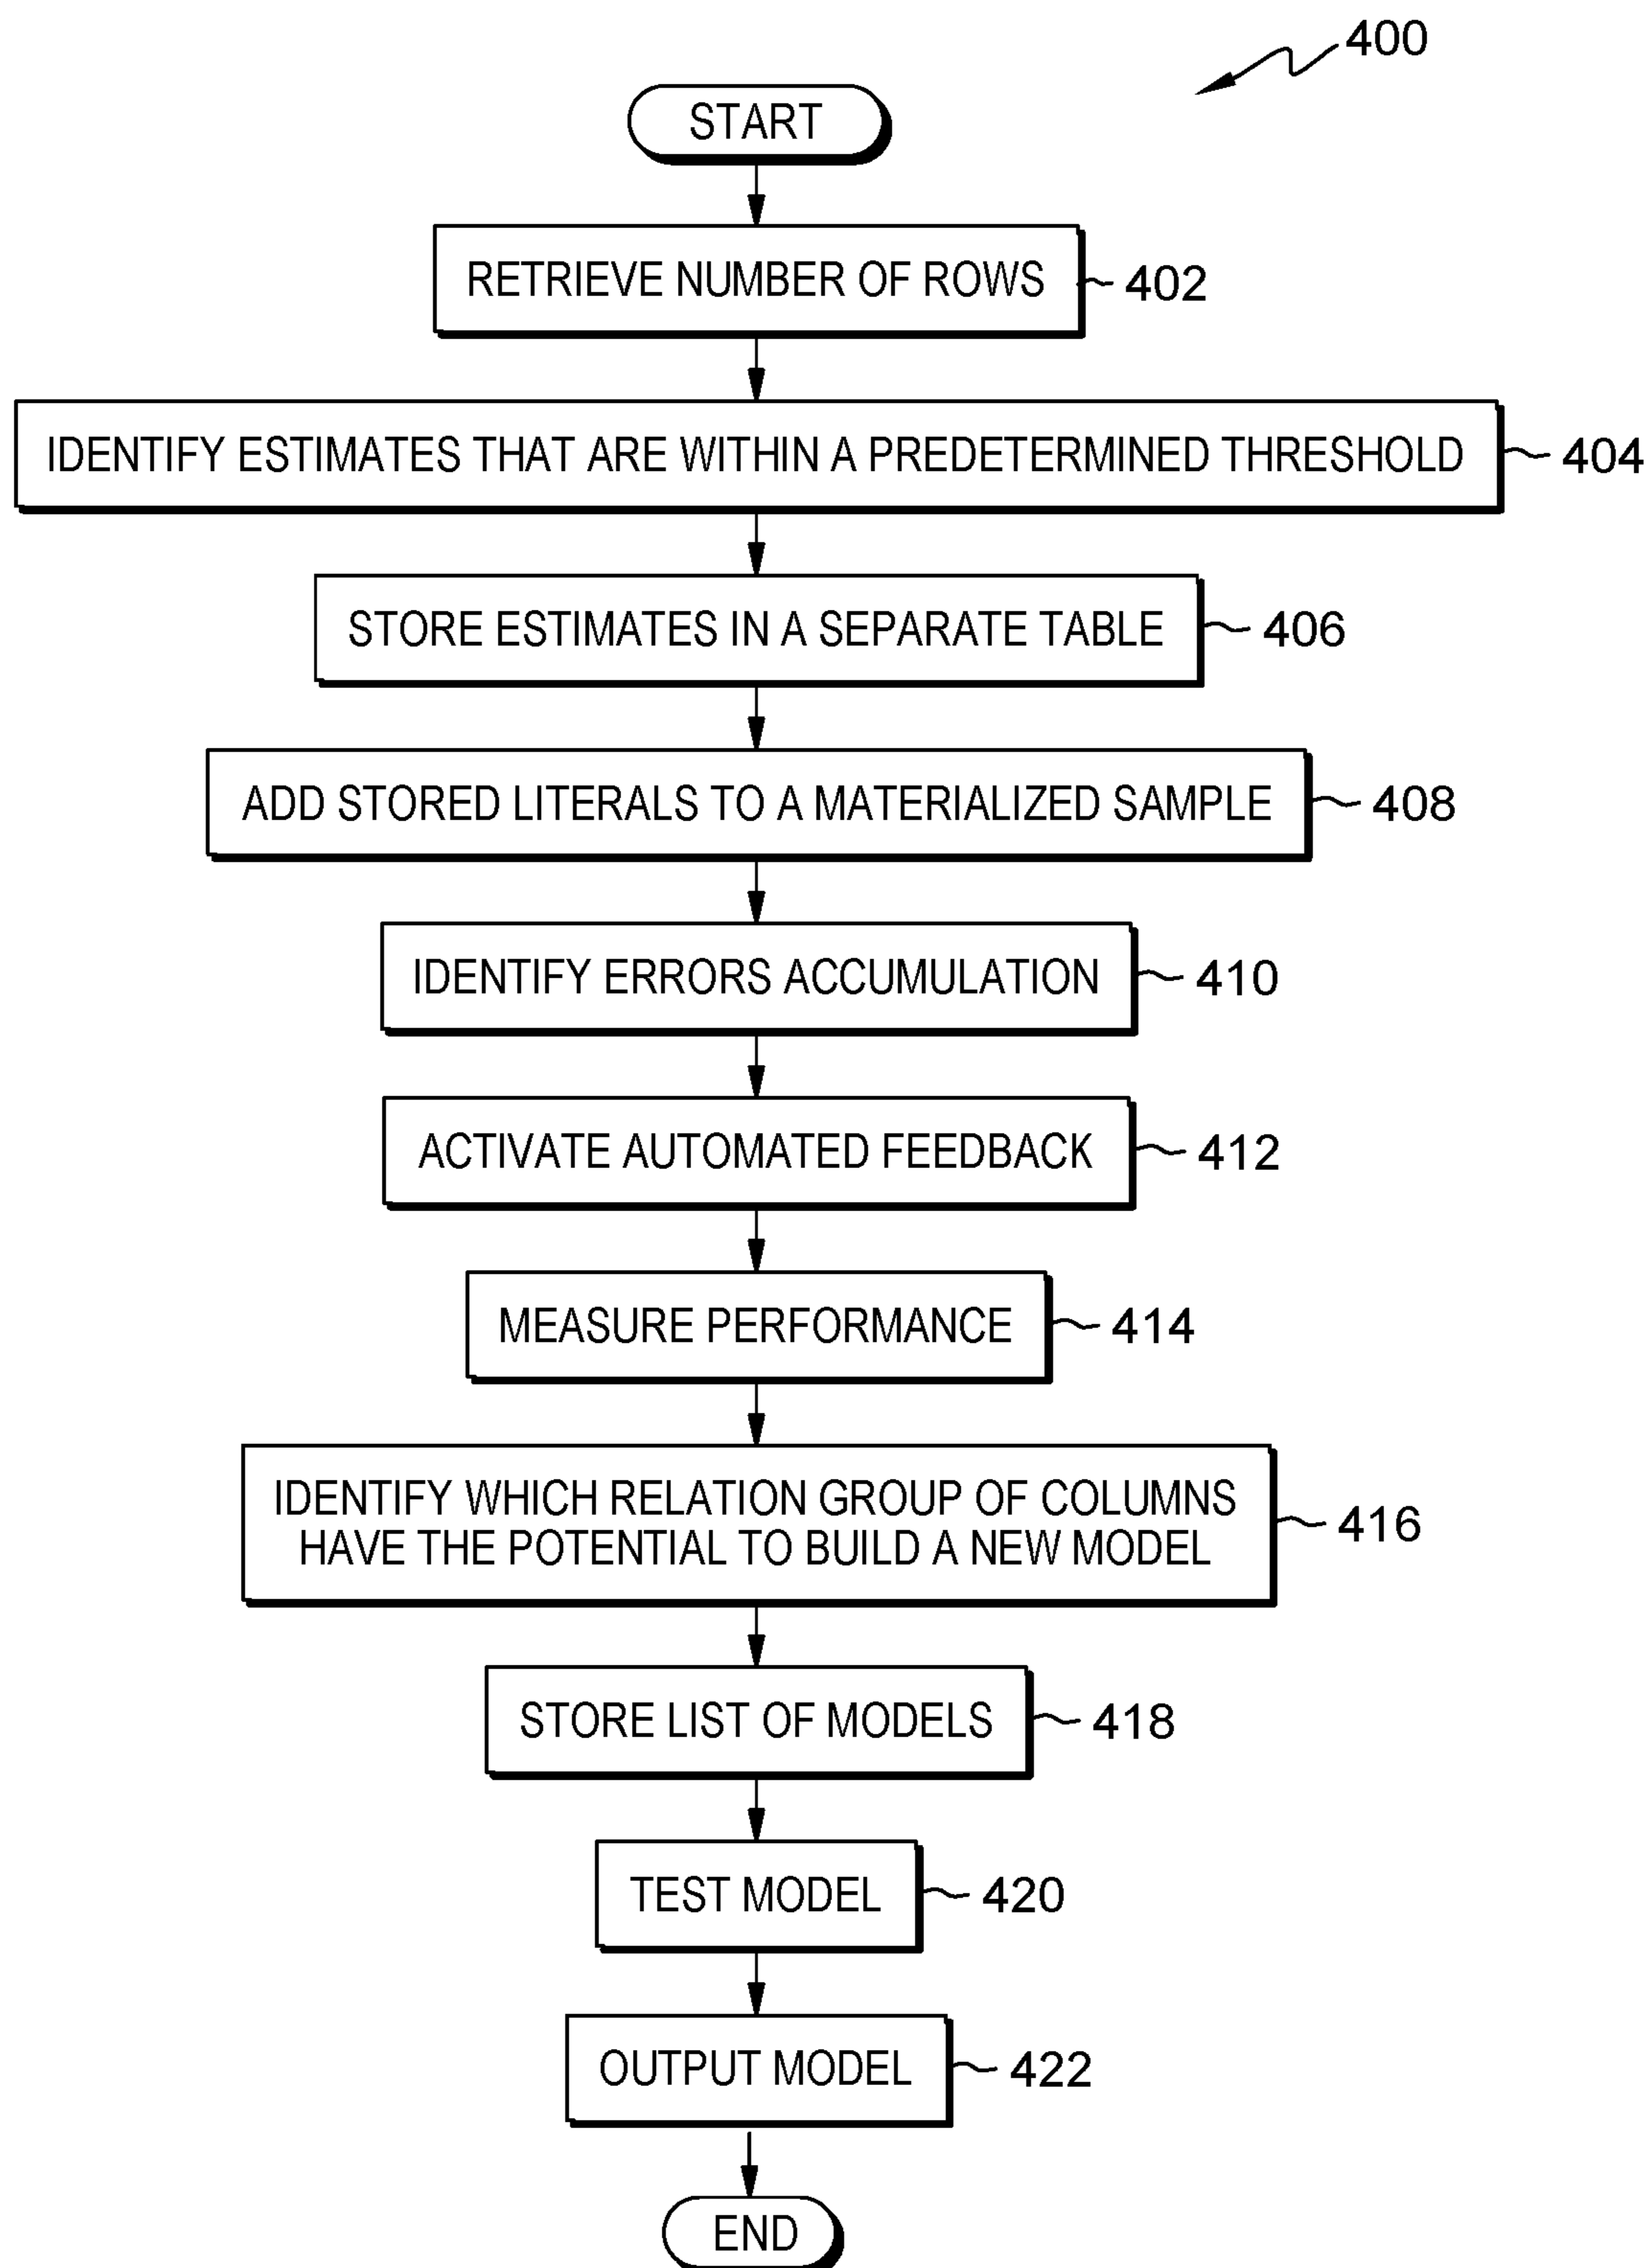 400
START
RETRIEVE NUMBER OF ROWS
402
IDENTIFY ESTIMATES THAT ARE WITHIN A PREDETERMINED THRESHOLD
404
STORE ESTIMATES IN A SEPARATE TABLE
406
ADD STORED LITERALS TO A MATERIALIZED SAMPLE
408
IDENTIFY ERRORS ACCUMULATION
410
ACTIVATE AUTOMATED FEEDBACK
412
MEASURE PERFORMANCE
414
IDENTIFY WHICH RELATION GROUP OF COLUMNS
HAVE THE POTENTIAL TO BUILD A NEW MODEL
416
STORE LIST OF MODELS
418
TEST MODEL
420
OUTPUT MODEL
422
END